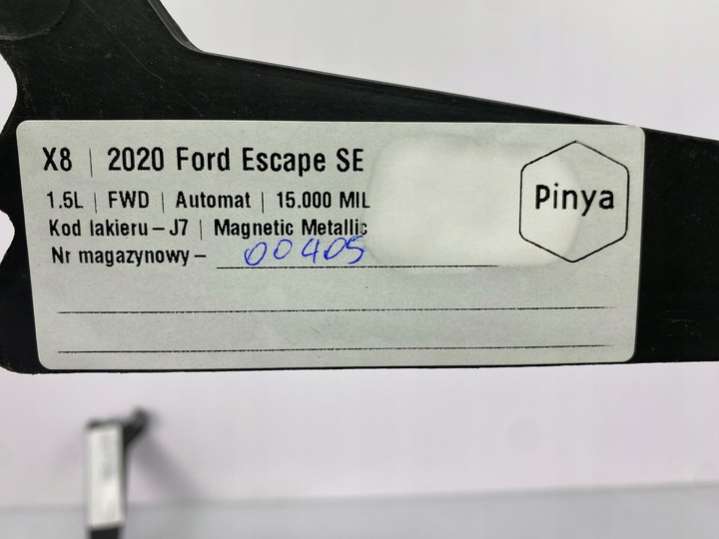 X8 | 2020 Ford Escape SE
Pinya
1.5L | FWD | Automat | 15.000 MIL
Kod lakieru – J7 | Magnetic Metallic
Nr magazynowy – 00405